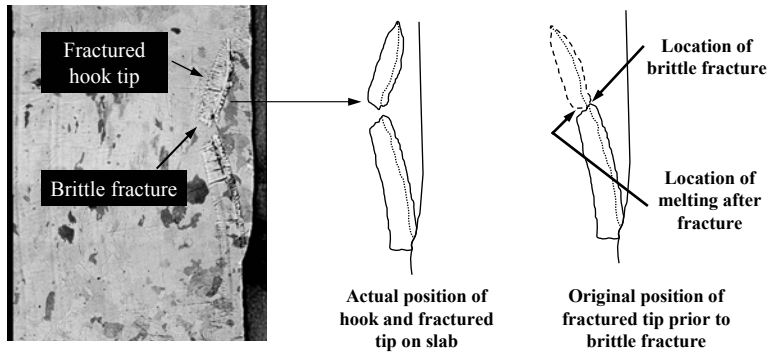 Fractured
hook tip
Brittle fracture
Location of
brittle fracture
Location of
melting after
fracture
Actual position of
hook and fractured
tip on slab
Original position of
fractured tip prior to
brittle fracture